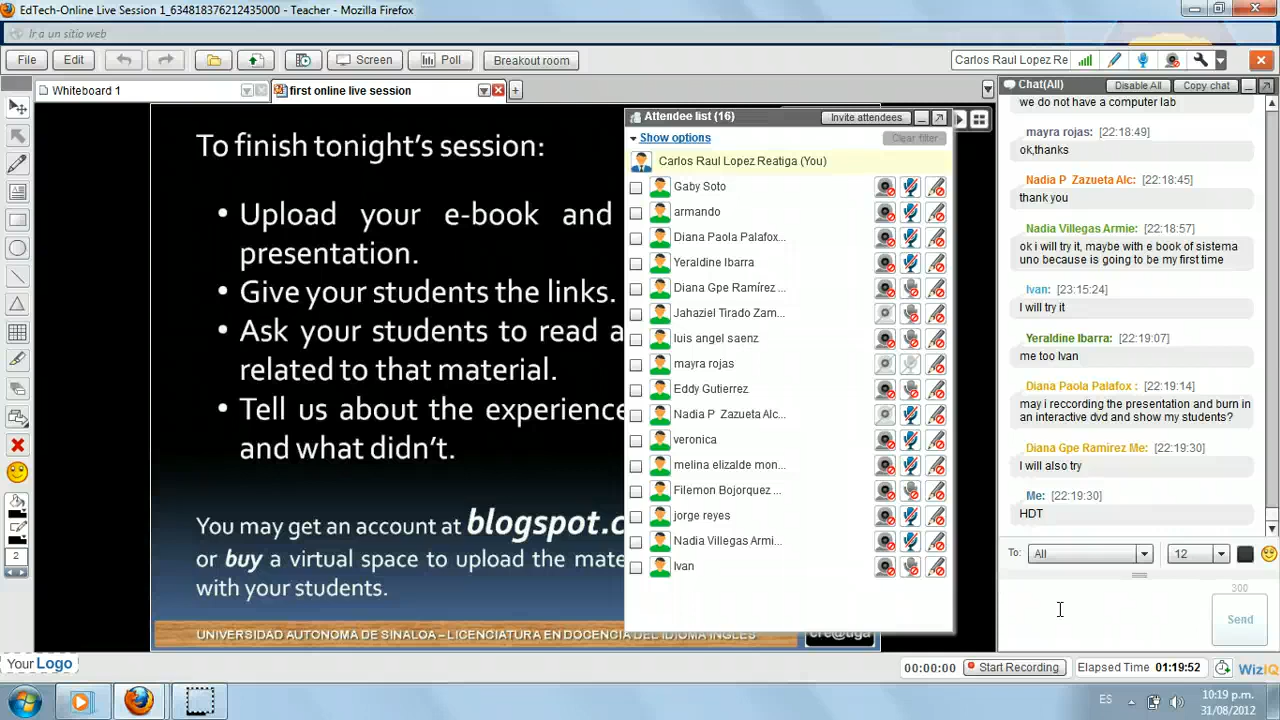 EdTech-Online Live Session 1_634818376212435000 - Teacher - Mozilla Firefox
Ir a un sitio web
File Edit Screen Poll Breakout room Carlos Raul Lopez Re
Whiteboard 1 first online live session
To finish tonight's session:
• Upload your e-book and
presentation.
• Give your students the links.
• Ask your students to read a
related to that material.
• Tell us about the experience
and what didn't.
You may get an account at blogspot.c
or buy a virtual space to upload the mate
with your students.
UNIVERSIDAD AUTONOMA DE SINALOA – LICENCIATURA EN DOCENCIA DEL IDIOMA INGLES
Attendee list (16) Invite attendees
Show options Clear filter
Carlos Raul Lopez Reatiga (You)
Gaby Soto
armando
Diana Paola Palafox...
Yeraldine Ibarra
Diana Gpe Ramírez ...
Jahaziel Tirado Zam...
luis angel saenz
mayra rojas
Eddy Gutierrez
Nadia P Zazueta Alc...
veronica
melina elizalde mon...
Filemon Bojorquez ...
jorge reyes
Nadia Villegas Armi...
Ivan
Chat(All) Disable All Copy chat
we do not have a computer lab
mayra rojas: [22:18:49]
ok,thanks
Nadia P Zazueta Alc: [22:18:45]
thank you
Nadia Villegas Armie: [22:18:57]
ok i will try it, maybe with e book of sistema
uno because is going to be my first time
Ivan: [23:15:24]
I will try it
Yeraldine Ibarra: [22:19:07]
me too Ivan
Diana Paola Palafox : [22:19:14]
may i reccording the presentation and burn in
an interactive dvd and show my students?
Diana Gpe Ramirez Me: [22:19:30]
I will also try
Me: [22:19:30]
HDT
To: All 12
300
Send
2
Your Logo
00:00:00 Start Recording Elapsed Time 01:19:52 WizIQ
ES
10:19 p.m.
31/08/2012